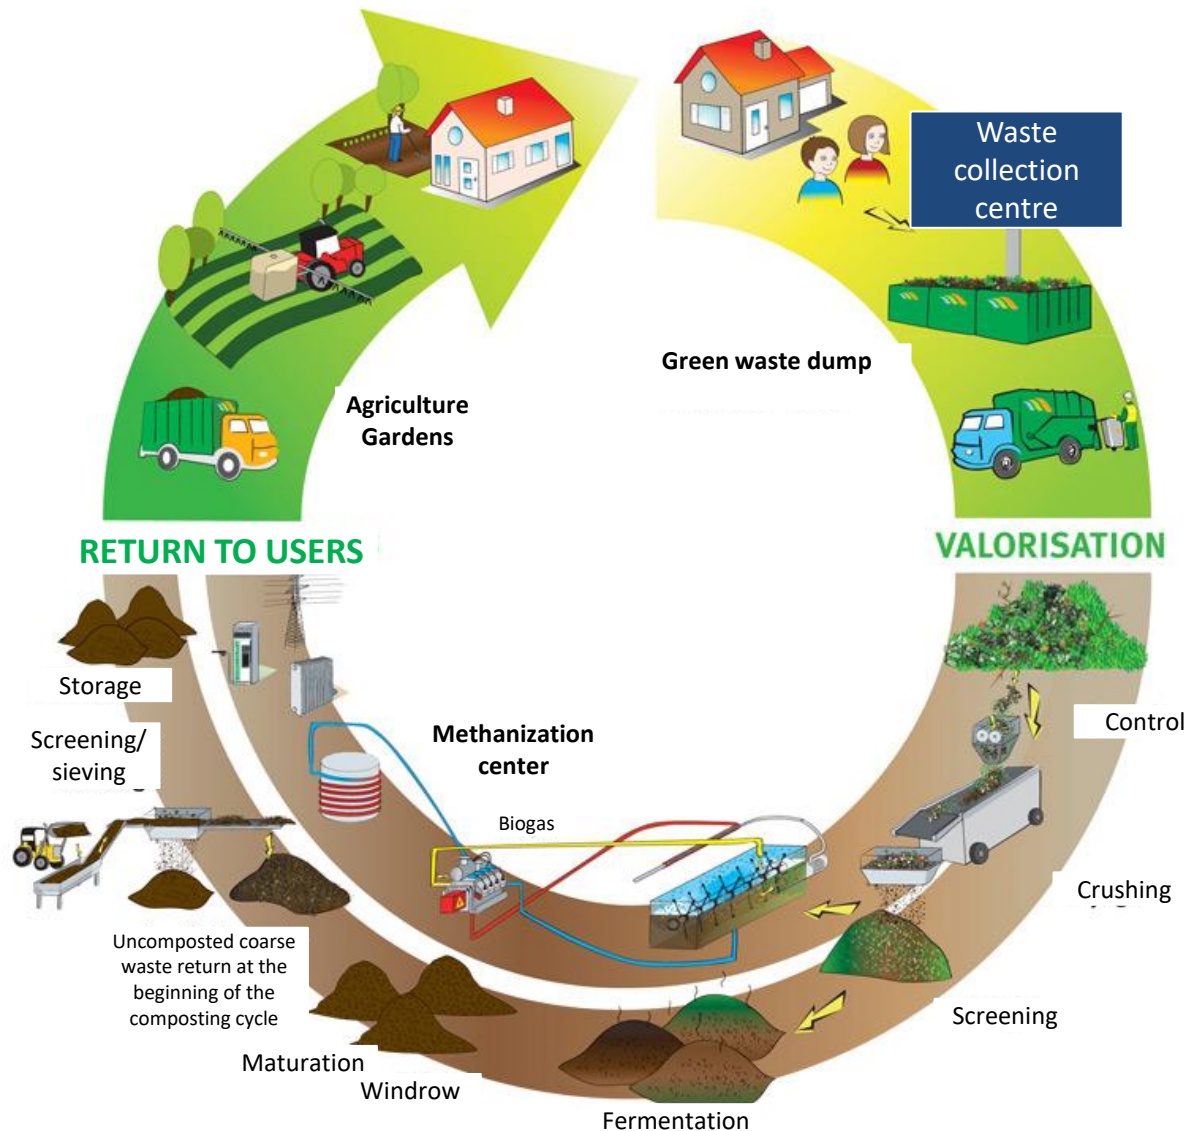 Waste
collection
centre
Green waste dump
Agriculture
Gardens
RETURN TO USERS
VALORISATION
Storage
Control
Screening/
sieving
Methanization
center
Biogas
Crushing
Uncomposted coarse
waste return at the
beginning of the
composting cycle
Screening
Maturation
Windrow
Fermentation